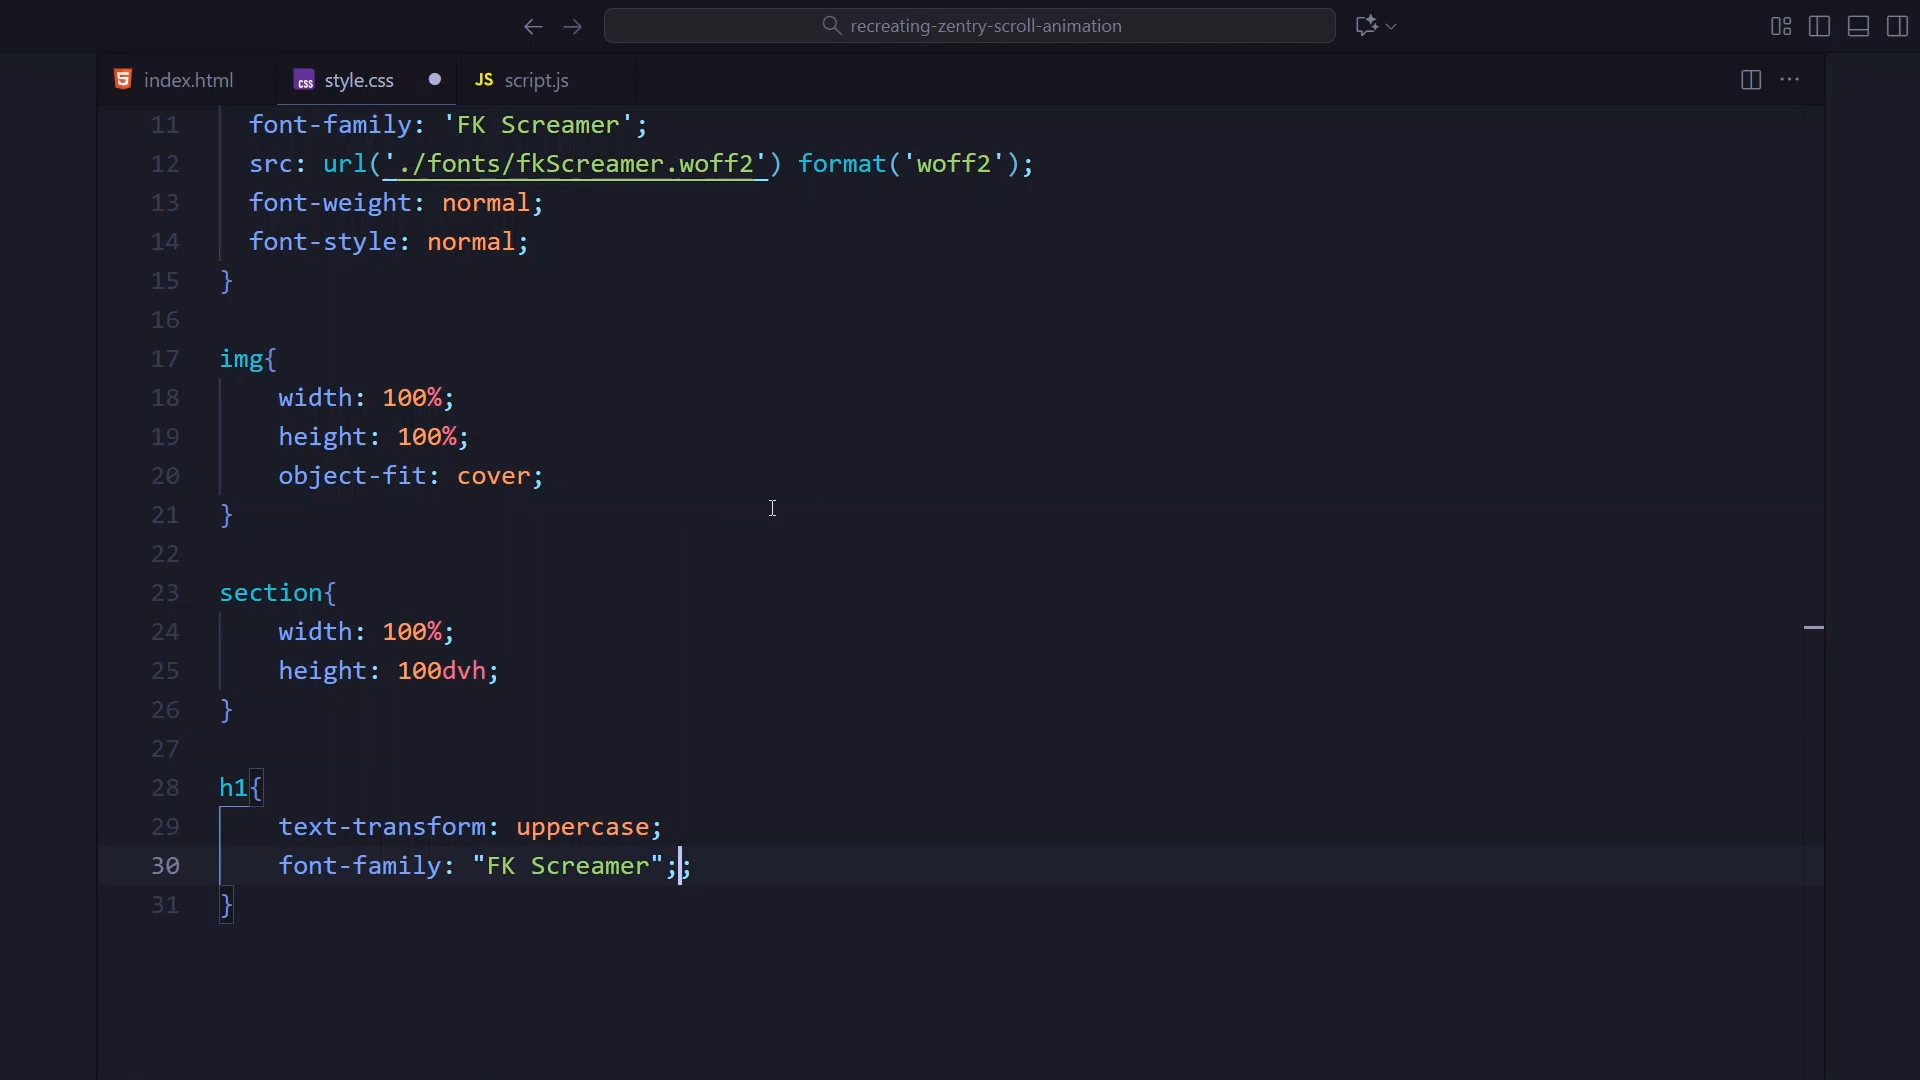 recreating-zentry-scroll-animation
index.html
css style.css
JS script.js
11 font-family: 'FK Screamer';
12 src: url('./fonts/fkScreamer.woff2') format('woff2');
13 font-weight: normal;
14 font-style: normal;
15 }
16
17 img{
18 width: 100%;
19 height: 100%;
20 object-fit: cover;
21 }
22
23 section{
24 width: 100%;
25 height: 100dvh;
26 }
27
28 h1{
29 text-transform: uppercase;
30 font-family: "FK Screamer";;
31 }